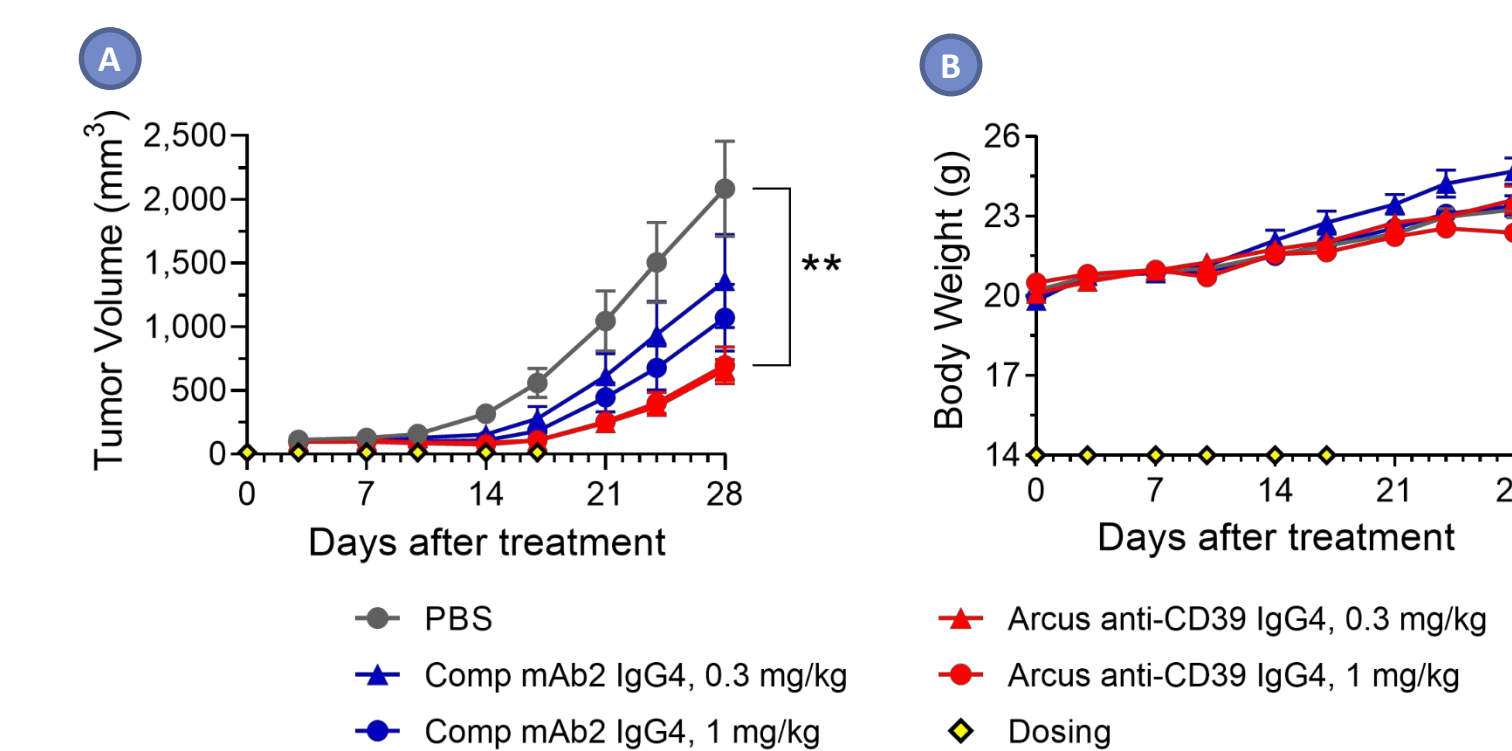 A
B
Tumor Volume (mm³)
2,500
2,000
1,500
1,000
500
0
0 7 14 21 28
Days after treatment
**
Body Weight (g)
26
23
20
17
14
0 7 14 21 2
Days after treatment
PBS
Comp mAb2 IgG4, 0.3 mg/kg
Comp mAb2 IgG4, 1 mg/kg
Arcus anti-CD39 IgG4, 0.3 mg/kg
Arcus anti-CD39 IgG4, 1 mg/kg
Dosing